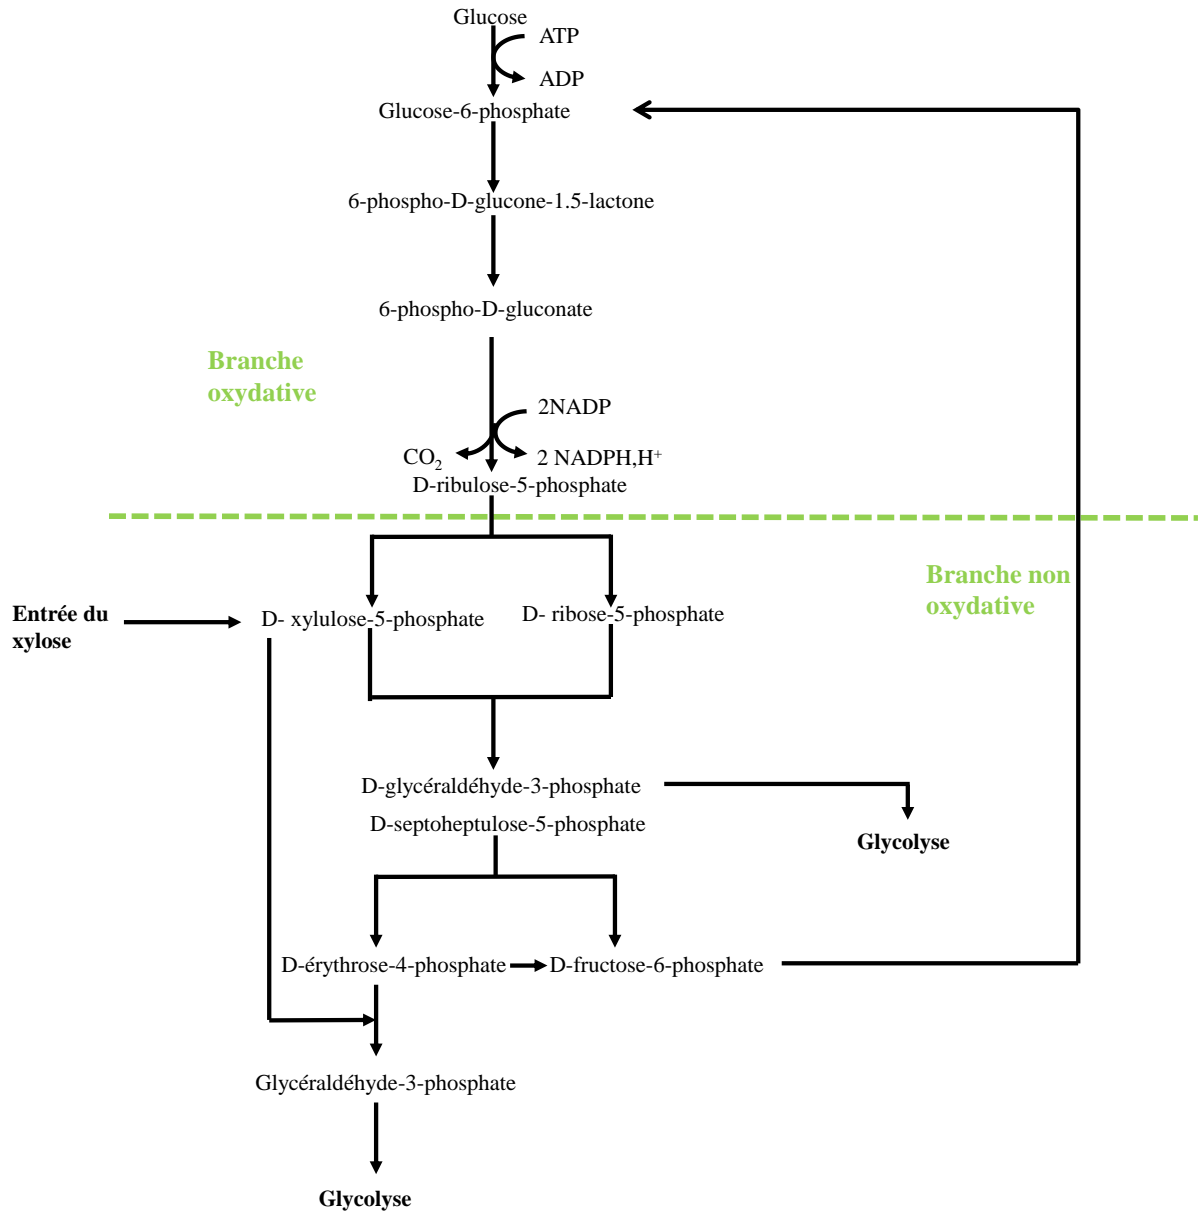 Glucose
ATP
ADP
Glucose-6-phosphate
6-phospho-D-glucone-1.5-lactone
6-phospho-D-gluconate
Branche
oxydative
2NADP
CO₂
2 NADPH,H⁺
D-ribulose-5-phosphate
Branche non
oxydative
Entrée du
xylose
D- xylulose-5-phosphate
D- ribose-5-phosphate
D-glycéraldéhyde-3-phosphate
D-septoheptulose-5-phosphate
Glycolyse
D-érythrose-4-phosphate
D-fructose-6-phosphate
Glycéraldéhyde-3-phosphate
Glycolyse